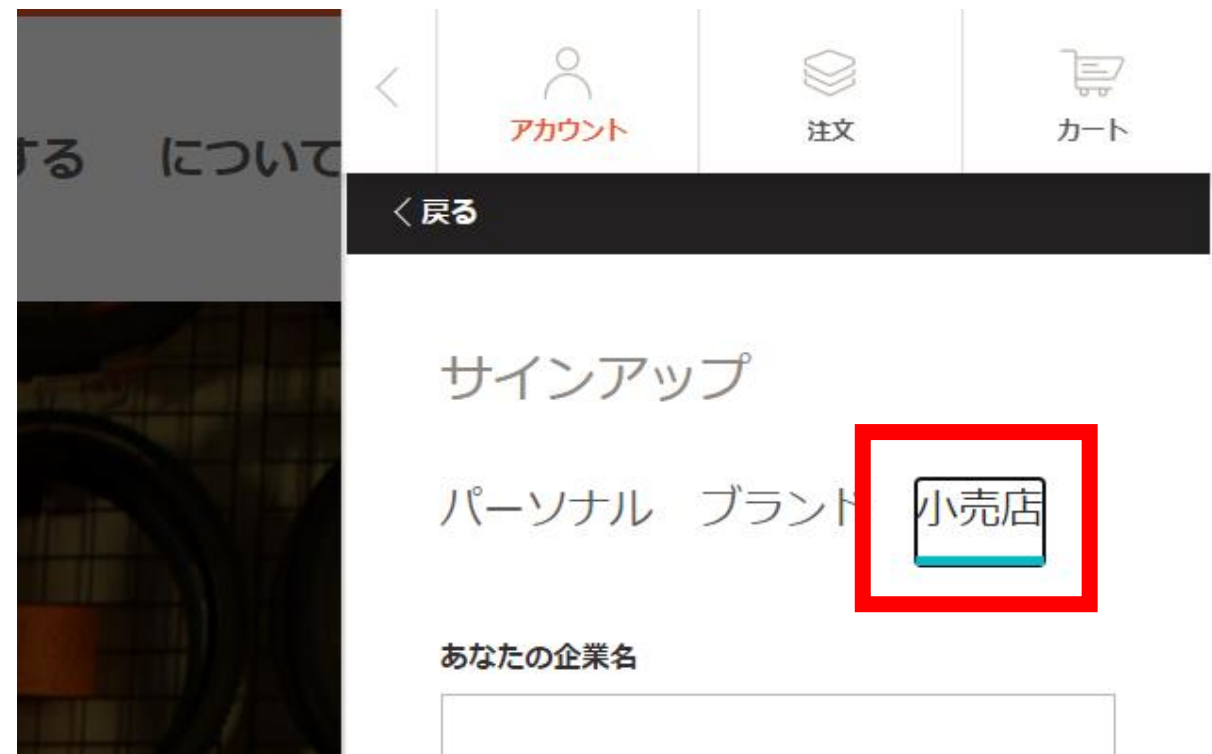 アカウント
注文
カート
する について
< 戻る
サインアップ
パーソナル ブランド 小売店
あなたの企業名